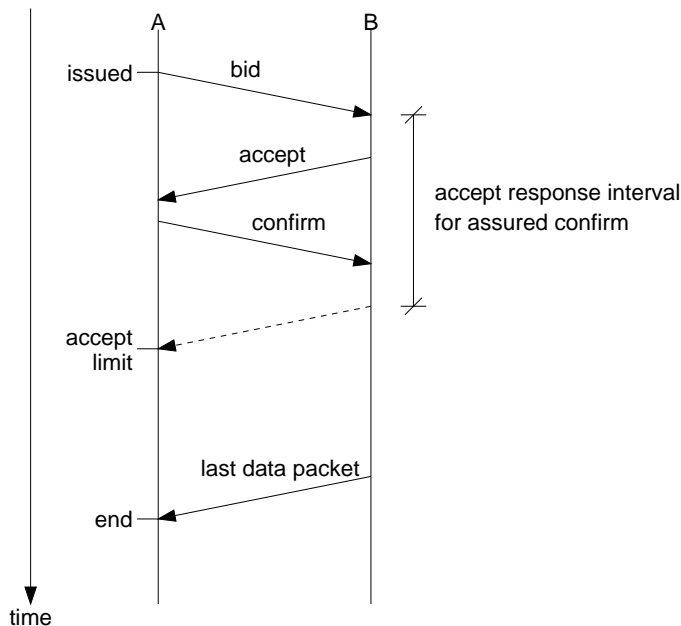 A
B
issued
bid
accept
accept response interval
for assured confirm
confirm
accept
limit
last data packet
end
time